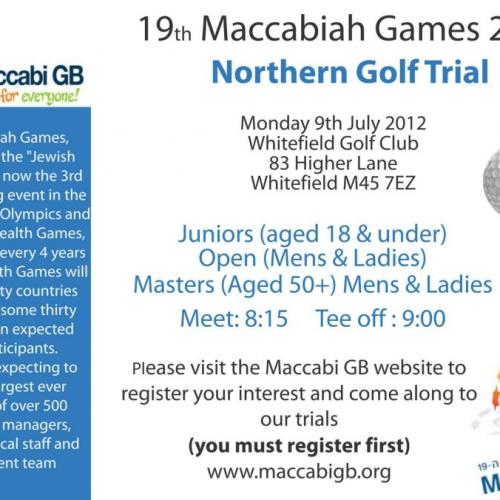 19th Maccabiah Games 2
Northern Golf Trial
ccabi GB
for everyone!
Monday 9th July 2012
Whitefield Golf Club
83 Higher Lane
Whitefield M45 7EZ
ah Games,
the "Jewish
now the 3rd
g event in the
Olympics and
ealth Games,
every 4 years
th Games will
ty countries
some thirty
n expected
ticipants.
xpecting to
rgest ever
of over 500
managers,
cal staff and
ent team
Juniors (aged 18 & under)
Open (Mens & Ladies)
Masters (Aged 50+) Mens & Ladies
Meet: 8:15 Tee off : 9:00
Please visit the Maccabi GB website to
register your interest and come along to
our trials
(you must register first)
www.maccabigb.org
ה-19
M